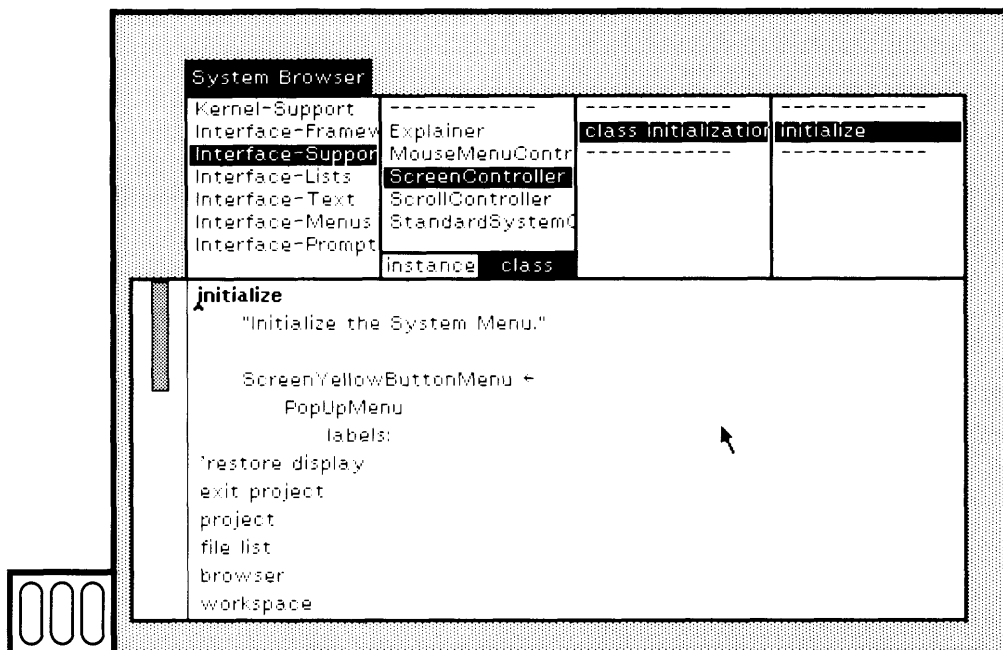 System Browser
Kernel-Support
Interface-Framew
Interface-Suppor
Interface-Lists
Interface-Text
Interface-Menus
Interface-Prompt
------------
Explainer
MouseMenuContr
ScreenController
ScrollController
StandardSystemC
instance class
------------
class initialization
------------
------------
initialize
------------
initialize
"Initialize the System Menu."
ScreenYellowButtonMenu ←
PopUpMenu
labels:
'restore display
exit project
project
file list
browser
workspace